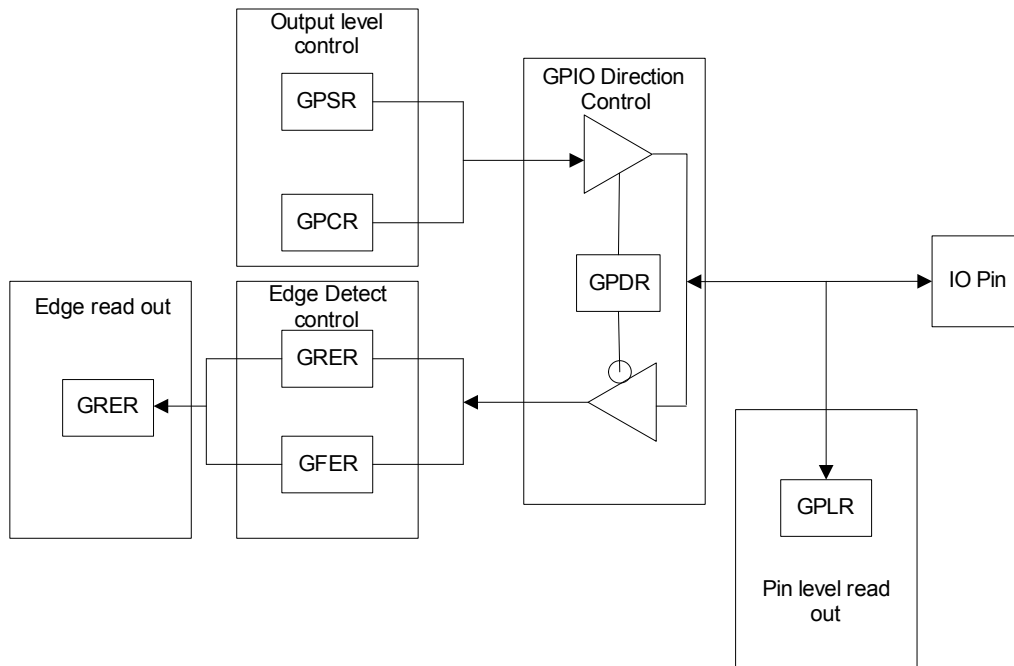 Output level
control
GPSR
GPCR
GPIO Direction
Control
GPDR
IO Pin
Edge read out
GRER
Edge Detect
control
GRER
GFER
GPLR
Pin level read
out